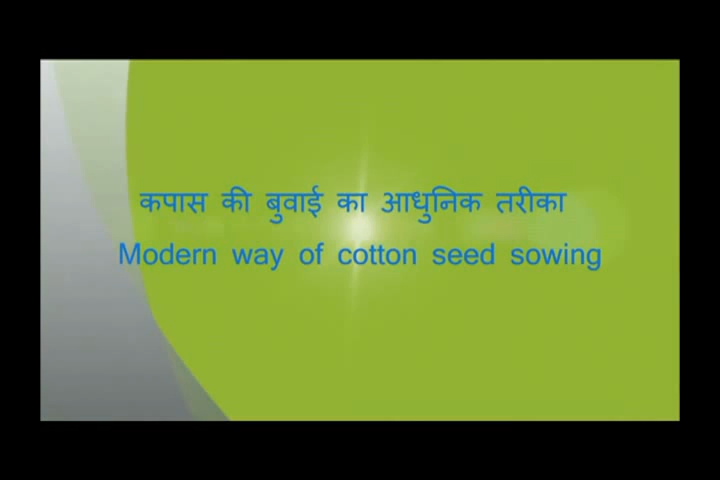 कपास की बुवाई का आधुनिक तरीका
Modern way of cotton seed sowing